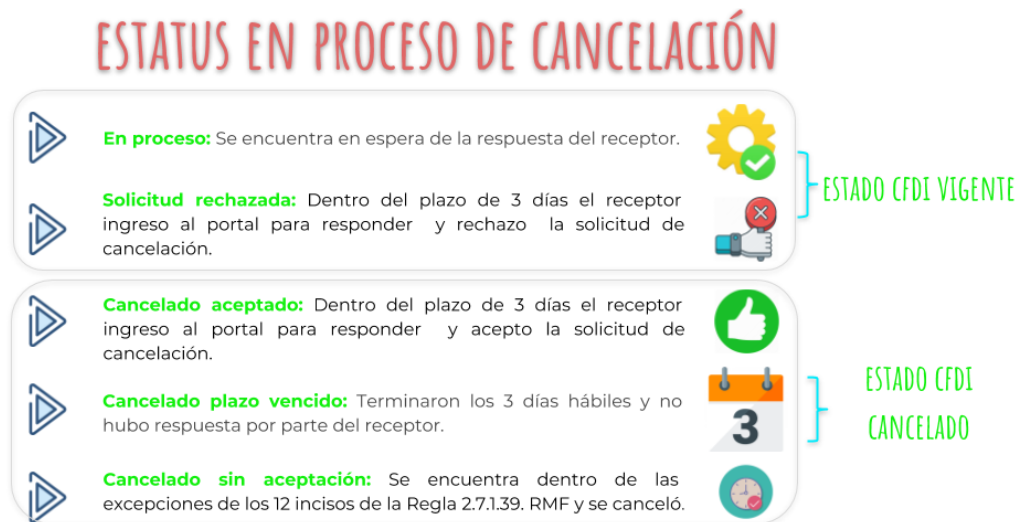 ESTATUS EN PROCESO DE CANCELACIÓN
En proceso: Se encuentra en espera de la respuesta del receptor.
Solicitud rechazada: Dentro del plazo de 3 días el receptor
ingreso al portal para responder y rechazo la solicitud de
cancelación.
ESTADO CFDI VIGENTE
Cancelado aceptado: Dentro del plazo de 3 días el receptor
ingreso al portal para responder y acepto la solicitud de
cancelación.
Cancelado plazo vencido: Terminaron los 3 días hábiles y no
hubo respuesta por parte del receptor.
3
Cancelado sin aceptación: Se encuentra dentro de las
excepciones de los 12 incisos de la Regla 2.7.1.39. RMF y se canceló.
ESTADO CFDI
CANCELADO